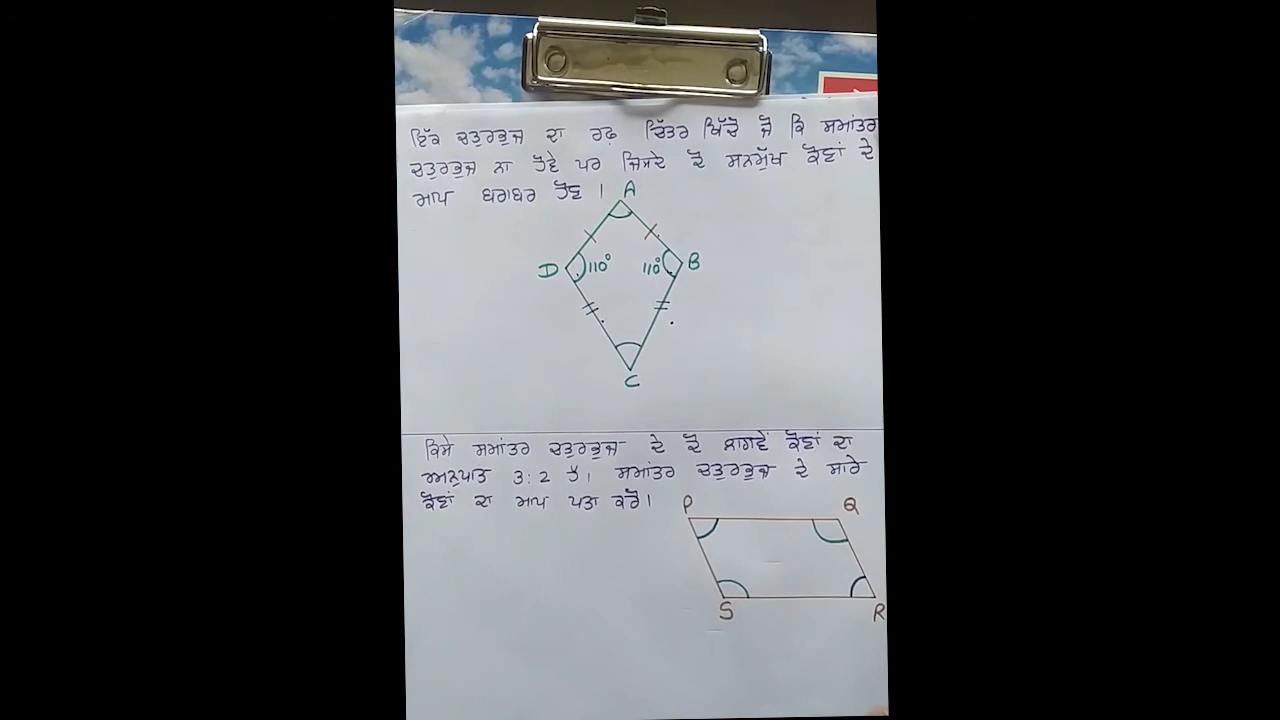 ਇੱਕ ਚਤੁਰਭੁਜ ਦਾ ਰਫ਼ ਚਿੱਤਰ ਖਿੱਚੋ ਜੋ ਕਿ ਸਮਾਂਤਰ
ਚਤੁਰਭੁਜ ਨਾ ਹੋਵੇ ਪਰ ਜਿਸਦੇ ਦੋ ਸਨਮੁੱਖ ਕੋਣਾਂ ਦੇ
ਮਾਪ ਬਰਾਬਰ ਹੋਣ ।
A
D 110° 110° B
C
ਕਿਸੇ ਸਮਾਂਤਰ ਚਤੁਰਭੁਜ ਦੇ ਦੋ ਲਾਗਵੇਂ ਕੋਣਾਂ ਦਾ
ਅਨੁਪਾਤ 3:2 ਹੈ। ਸਮਾਂਤਰ ਚਤੁਰਭੁਜ ਦੇ ਸਾਰੇ
ਕੋਣਾਂ ਦਾ ਮਾਪ ਪਤਾ ਕਰੋ।
P Q
S R